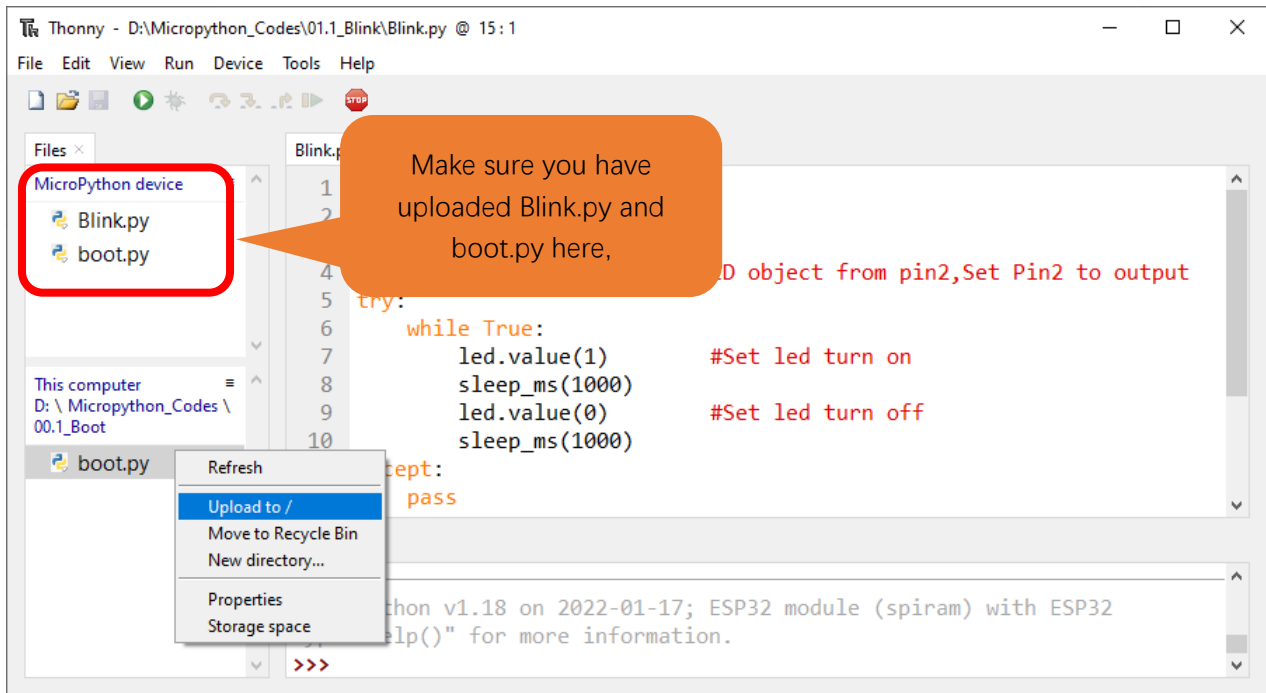 Thonny - D:\Micropython_Codes\01.1_Blink\Blink.py @ 15:1
File Edit View Run Device Tools Help
STOP
Files
MicroPython device
Blink.py
boot.py
This computer
D: \ Micropython_Codes \
00.1_Boot
boot.py
Refresh
Upload to /
Move to Recycle Bin
New directory...
Properties
Storage space
Make sure you have
uploaded Blink.py and
boot.py here,
1
2
4 object from pin2,Set Pin2 to output
5 try:
6 while True:
7 led.value(1) #Set led turn on
8 sleep_ms(1000)
9 led.value(0) #Set led turn off
10 sleep_ms(1000)
pass
v1.18 on 2022-01-17; ESP32 module (spiram) with ESP32
for more information.
>>>